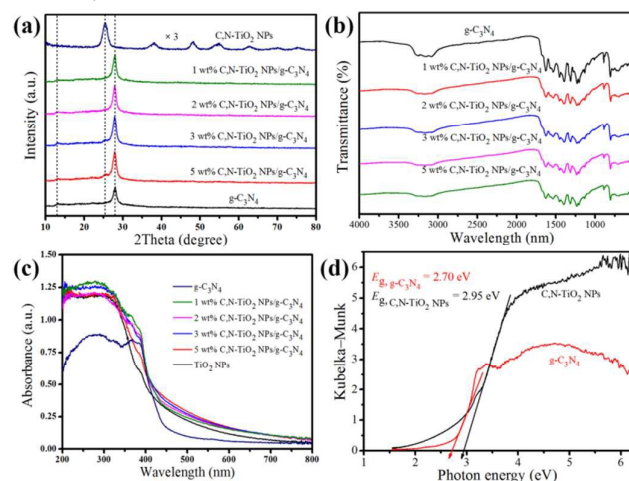 (a)
C,N-TiO2 NPs
× 3
1 wt% C,N-TiO2 NPs/g-C3N4
2 wt% C,N-TiO2 NPs/g-C3N4
3 wt% C,N-TiO2 NPs/g-C3N4
5 wt% C,N-TiO2 NPs/g-C3N4
g-C3N4
Intensity (a.u.)
10 20 30 40 50 60 70 80
2Theta (degree)
(b)
g-C3N4
1 wt% C,N-TiO2 NPs/g-C3N4
2 wt% C,N-TiO2 NPs/g-C3N4
3 wt% C,N-TiO2 NPs/g-C3N4
5 wt% C,N-TiO2 NPs/g-C3N4
Transmittance (%)
4000 3500 3000 2500 2000 1500 1000
Wavelength (nm)
(c)
g-C3N4
1 wt% C,N-TiO2 NPs/g-C3N4
2 wt% C,N-TiO2 NPs/g-C3N4
3 wt% C,N-TiO2 NPs/g-C3N4
5 wt% C,N-TiO2 NPs/g-C3N4
TiO2 NPs
Absorbance (a.u.)
1.50
1.25
1.00
0.75
0.50
0.25
0.00
200 300 400 500 600 700 800
Wavelength (nm)
(d)
Eg, g-C3N4 = 2.70 eV
Eg, C,N-TiO2 NPs = 2.95 eV
C,N-TiO2 NPs
g-C3N4
Kubelka-Munk
6
5
4
3
2
1
0
1 2 3 4 5 6
Photon energy (eV)